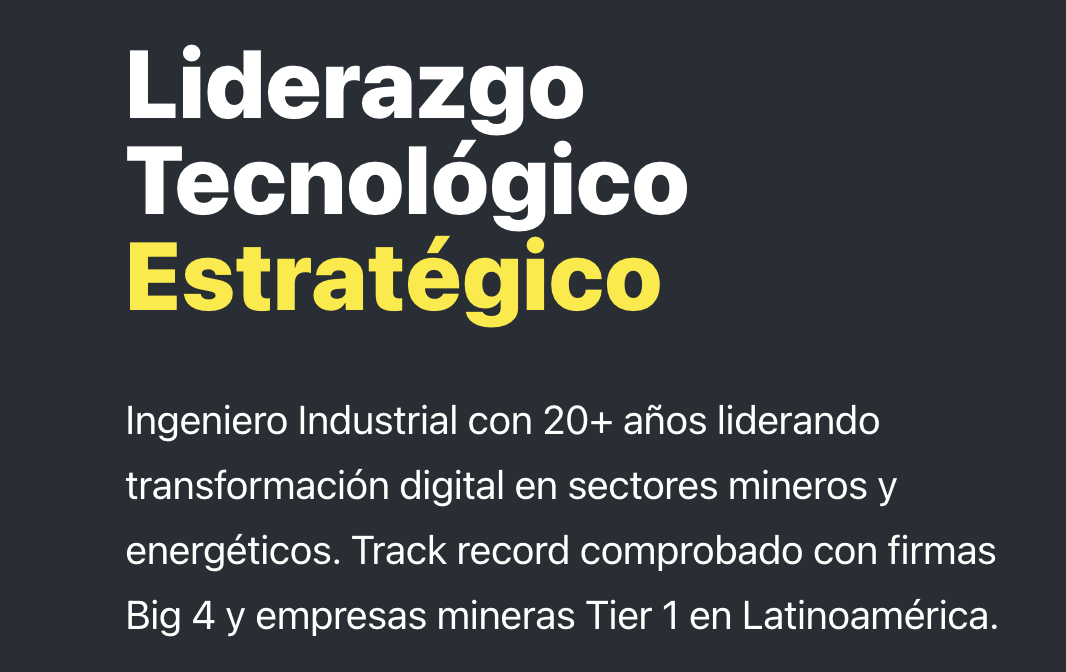 Liderazgo
Tecnológico
Estratégico
Ingeniero Industrial con 20+ años liderando
transformación digital en sectores mineros y
energéticos. Track record comprobado con firmas
Big 4 y empresas mineras Tier 1 en Latinoamérica.